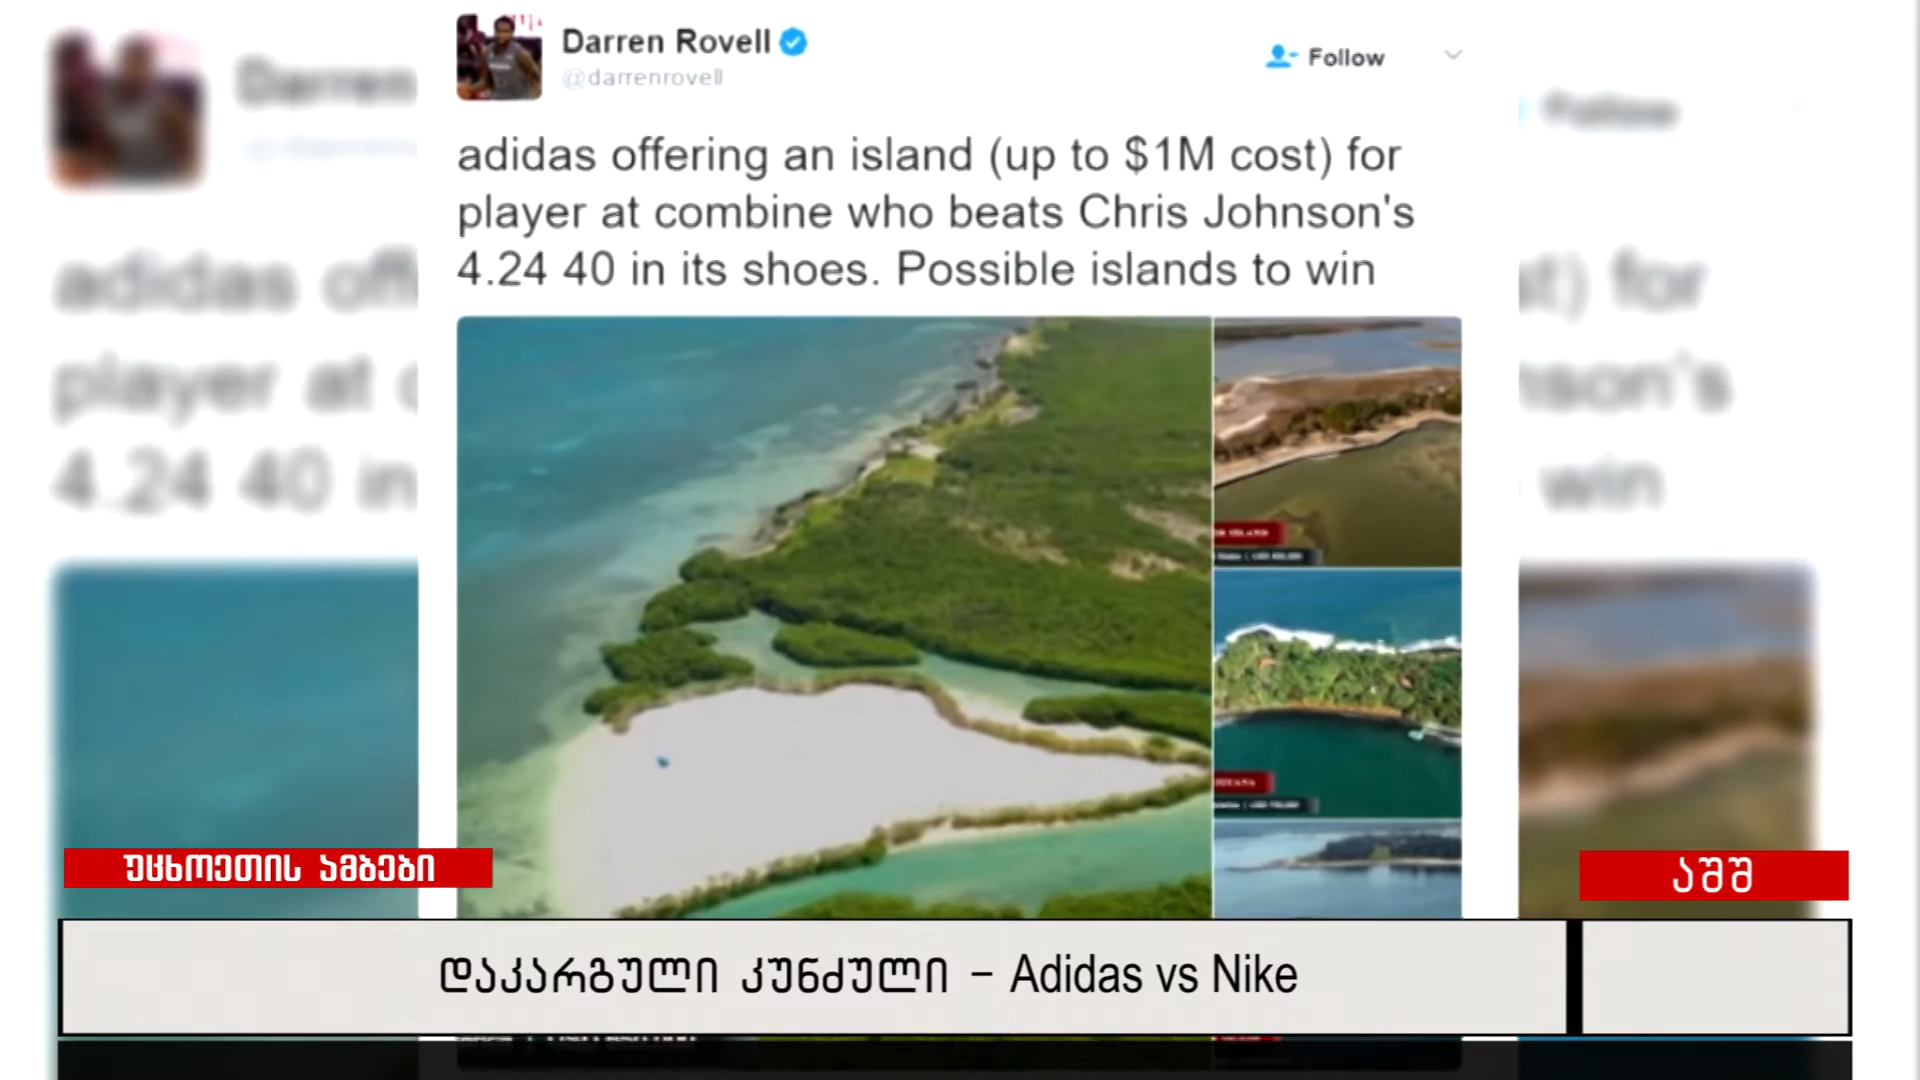 Darren Rovell
@darrenrovell
Follow
adidas offering an island (up to $1M cost) for
player at combine who beats Chris Johnson's
4.24 40 in its shoes. Possible islands to win
უცხოეთის ამბები
აშშ
დაკარგული კუნძული – Adidas vs Nike